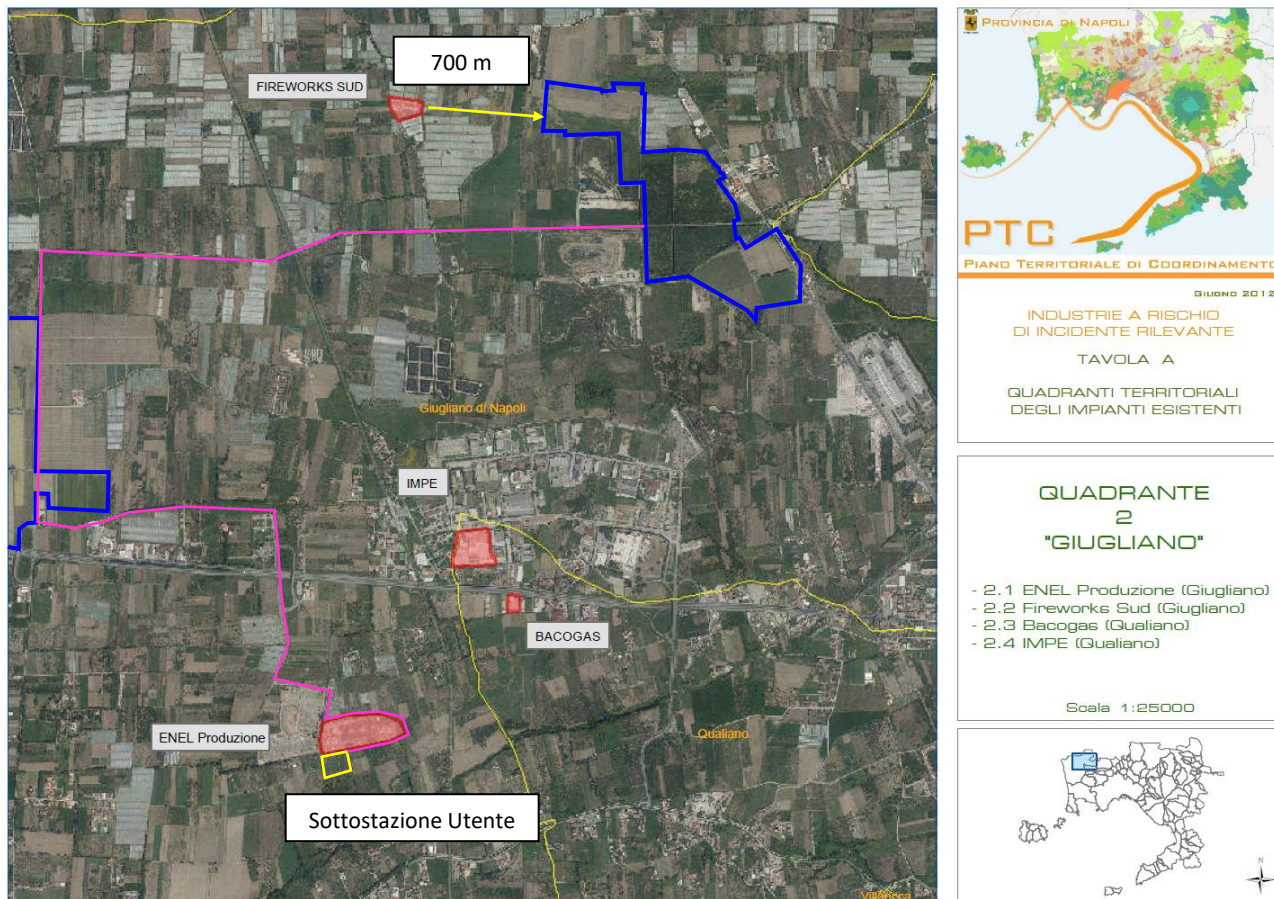 700 m
FIREWORKS SUD
Giugliano di Napoli
IMPE
BACOGAS
ENEL Produzione
Qualiano
Sottostazione Utente
Villaricca
PROVINCIA DI NAPOLI
PTC
PIANO TERRITORIALE DI COORDINAMENTO
GIUGNO 2012
INDUSTRIE A RISCHIO
DI INCIDENTE RILEVANTE
TAVOLA A
QUADRANTI TERRITORIALI
DEGLI IMPIANTI ESISTENTI
QUADRANTE
2
"GIUGLIANO"
- 2.1 ENEL Produzione (Giugliano)
- 2.2 Fireworks Sud (Giugliano)
- 2.3 Bacogas (Qualiano)
- 2.4 IMPE (Qualiano)
Scala 1:25000
N